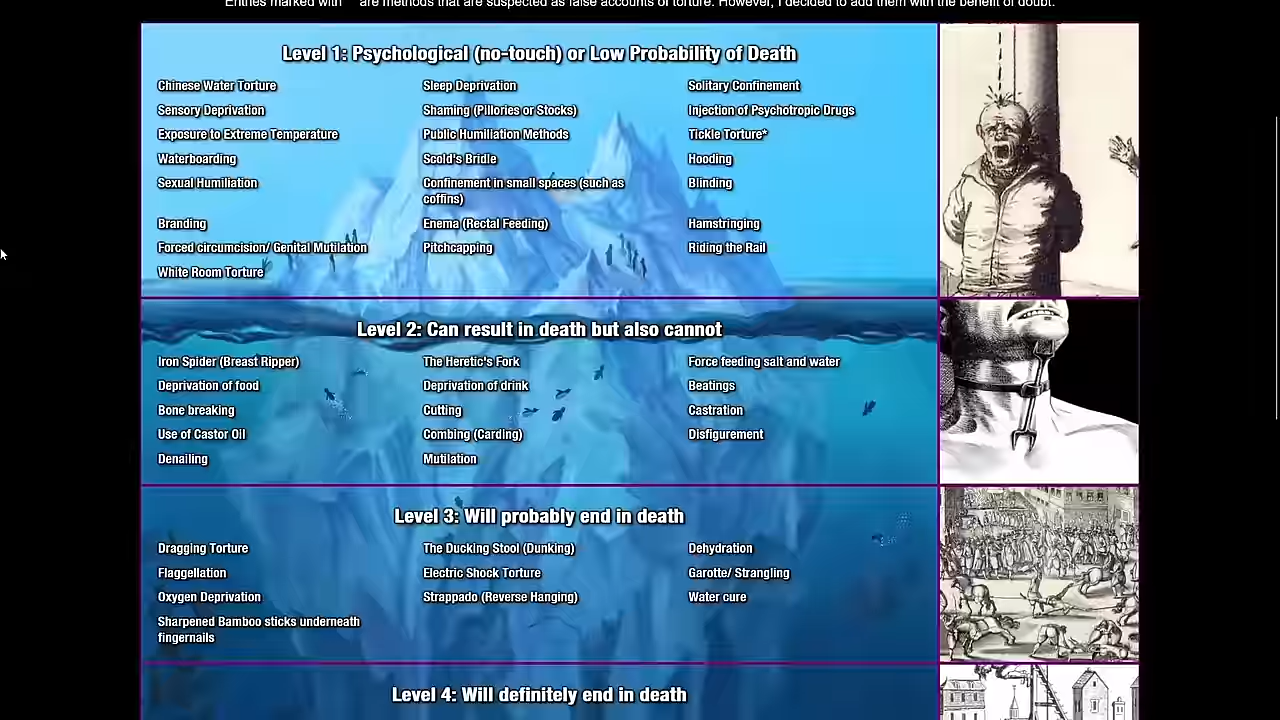 Entries marked with are methods that are suspected as false accounts of torture. However, I decided to add them with the benefit of doubt.
Level 1: Psychological (no-touch) or Low Probability of Death
Chinese Water Torture
Sleep Deprivation
Solitary Confinement
Sensory Deprivation
Shaming (Pillories or Stocks)
Injection of Psychotropic Drugs
Exposure to Extreme Temperature
Public Humiliation Methods
Tickle Torture*
Waterboarding
Scold's Bridle
Hooding
Sexual Humiliation
Confinement in small spaces (such as
coffins)
Blinding
Branding
Enema (Rectal Feeding)
Hamstringing
Forced circumcision/ Genital Mutilation
Pitchcapping
Riding the Rail
White Room Torture
Level 2: Can result in death but also cannot
Iron Spider (Breast Ripper)
The Heretic's Fork
Force feeding salt and water
Deprivation of food
Deprivation of drink
Beatings
Bone breaking
Cutting
Castration
Use of Castor Oil
Combing (Carding)
Disfigurement
Denailing
Mutilation
Level 3: Will probably end in death
Dragging Torture
The Ducking Stool (Dunking)
Dehydration
Flaggellation
Electric Shock Torture
Garotte/ Strangling
Oxygen Deprivation
Strappado (Reverse Hanging)
Water cure
Sharpened Bamboo sticks underneath
fingernails
Level 4: Will definitely end in death